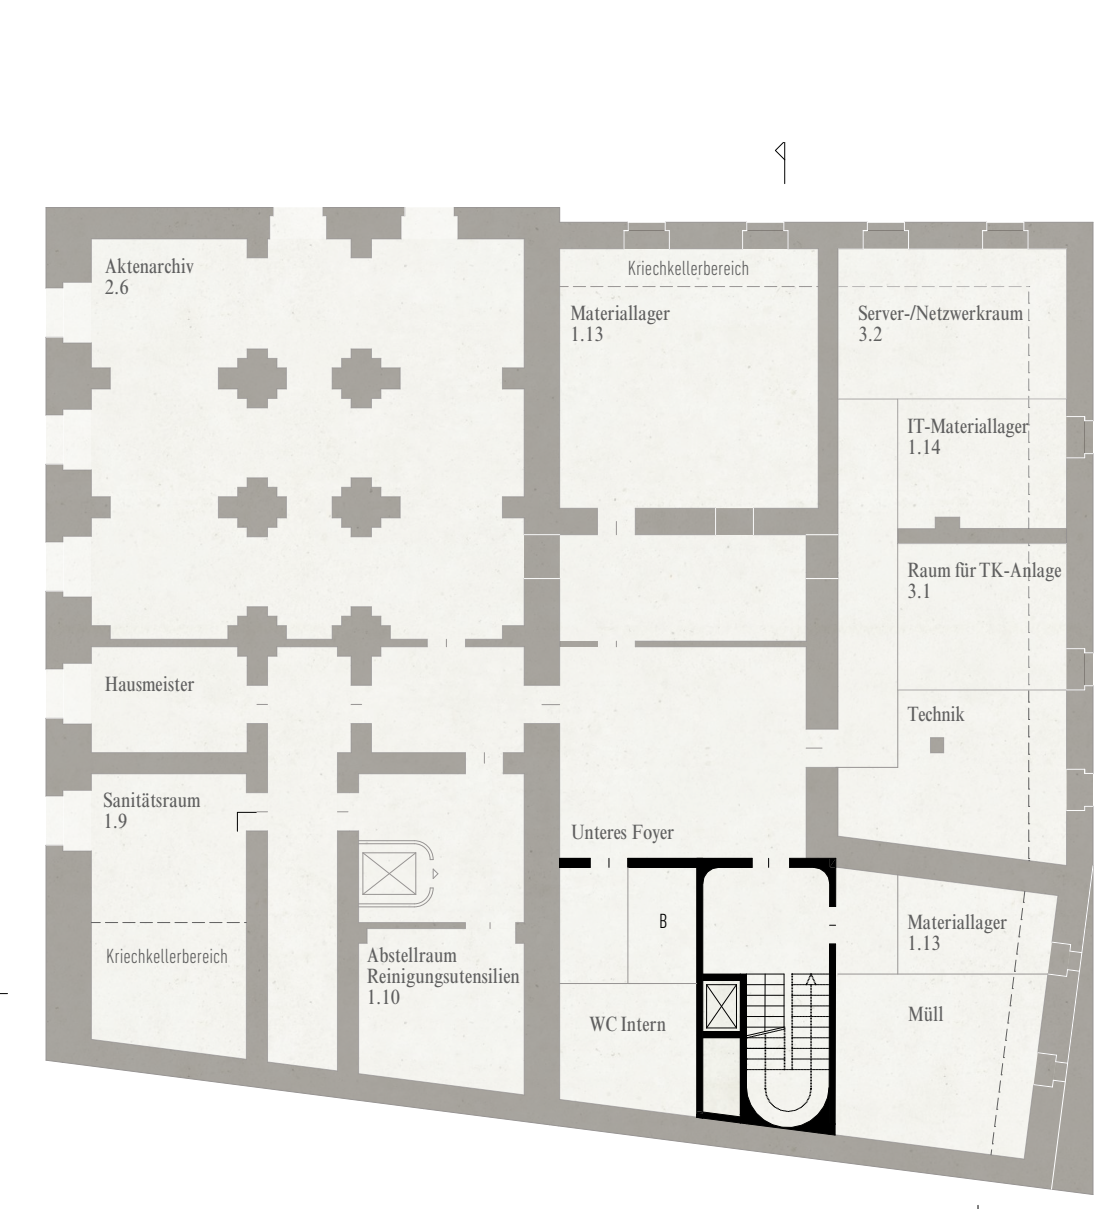 Aktenarchiv
2.6
Kriechkellerbereich
Materiallager
1.13
Server-/Netzwerkraum
3.2
IT-Materiallager
1.14
Raum für TK-Anlage
3.1
Hausmeister
Technik
Sanitätsraum
1.9
Unteres Foyer
Kriechkellerbereich
Abstellraum
Reinigungsutensilien
1.10
B
WC Intern
Materiallager
1.13
Müll